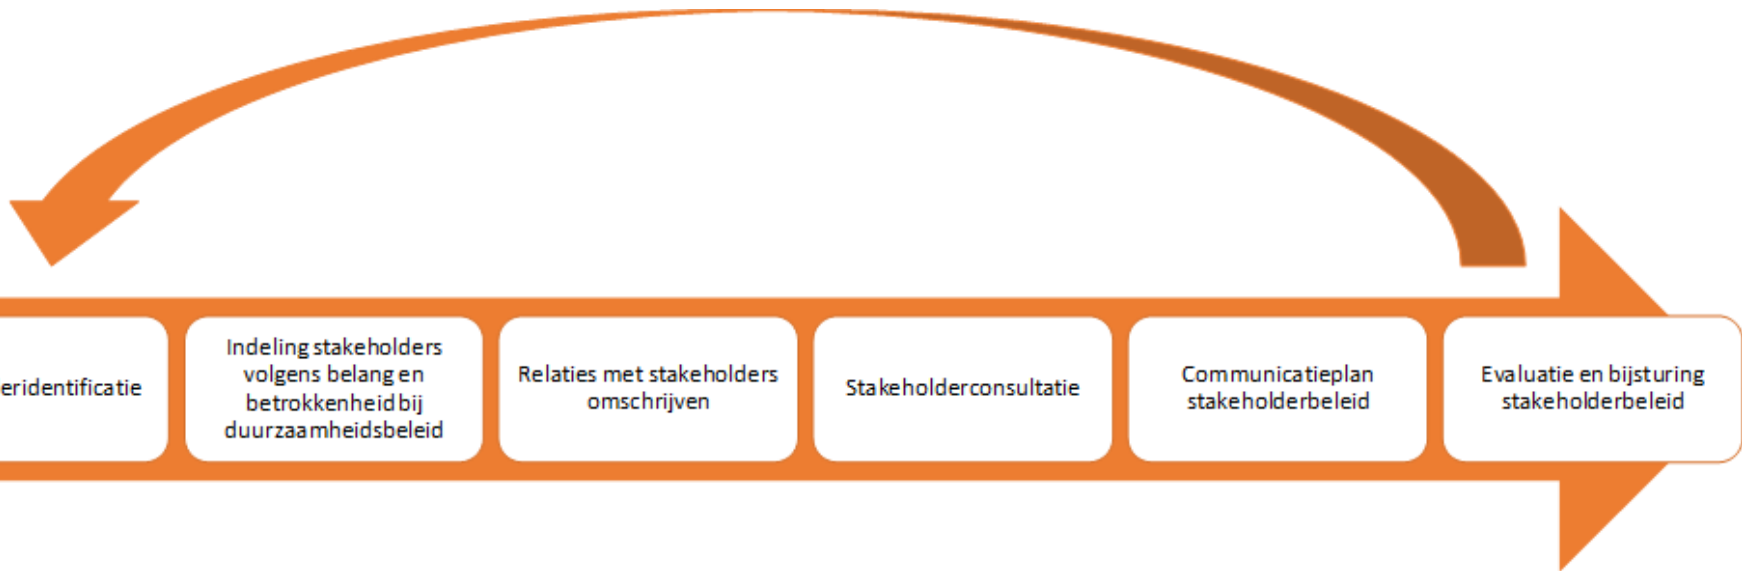 eridentificatie
Indeling stakeholders
volgens belang en
betrokkenheid bij
duurzaamheidsbeleid
Relaties met stakeholders
omschrijven
Stakeholderconsultatie
Communicatieplan
stakeholderbeleid
Evaluatie en bijsturing
stakeholderbeleid